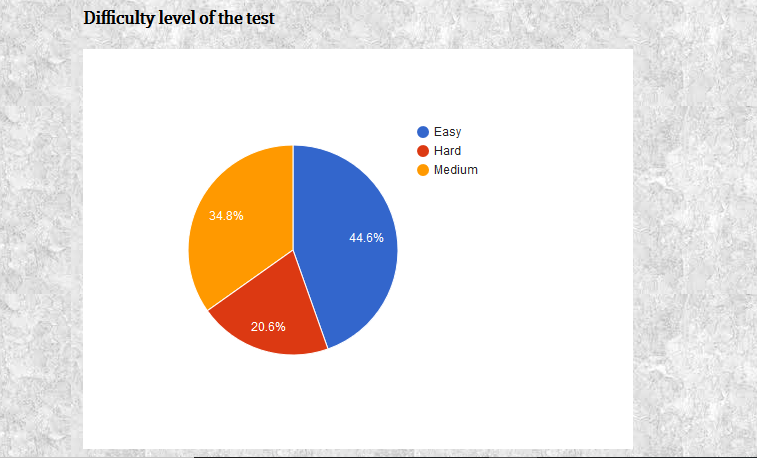 Difficulty level of the test
Easy
Hard
Medium
34.8%
44.6%
20.6%